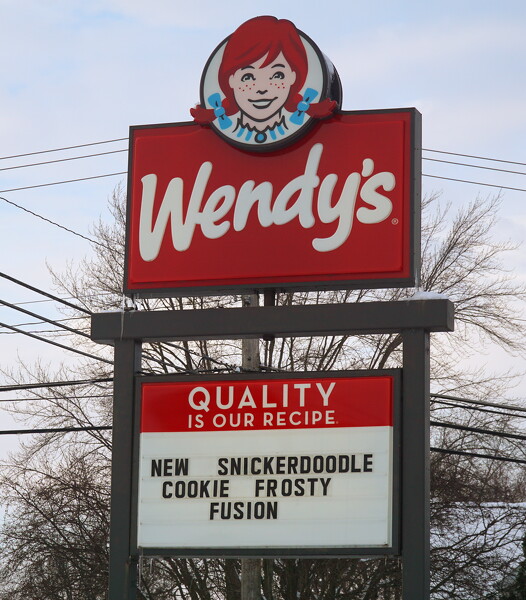 Wendy's®
QUALITY
IS OUR RECIPE
NEW SNICKERDOODLE
COOKIE FROSTY
FUSION